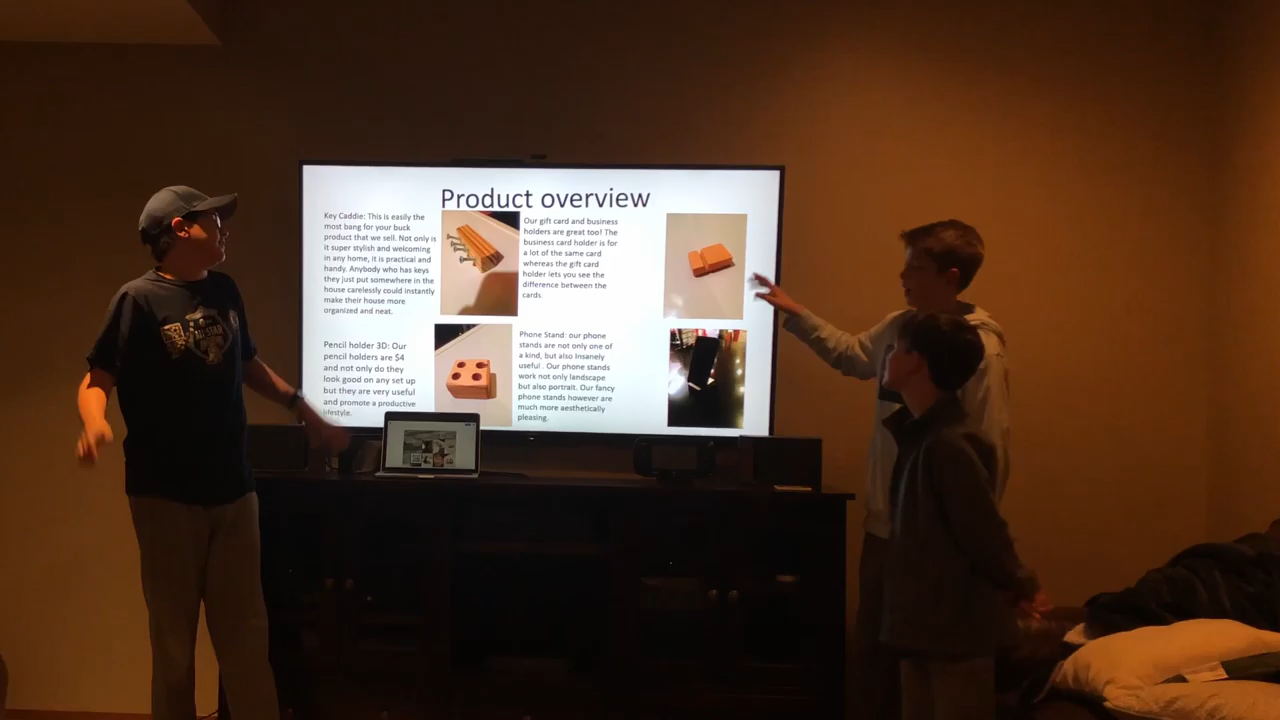 Product overview
Key Caddie: This is easily the
most bang for your buck
product that we sell. Not only is
it super stylish and welcoming
in any home, it is practical and
handy. Anybody who has keys
they just put somewhere in the
house carelessly could instantly
make their house more
organized and neat.
Our gift card and business
holders are great too! The
business card holder is for
a lot of the same card
whereas the gift card
holder lets you see the
difference between the
cards.
Pencil holder 3D: Our
pencil holders are $4
and not only do they
look good on any set up
but they are very useful
and promote a productive
lifestyle.
Phone Stand: our phone
stands are not only one of
a kind, but also Insanely
useful . Our phone stands
work not only landscape
but also portrait. Our fancy
phone stands however are
much more aesthetically
pleasing.
ALL-STAR